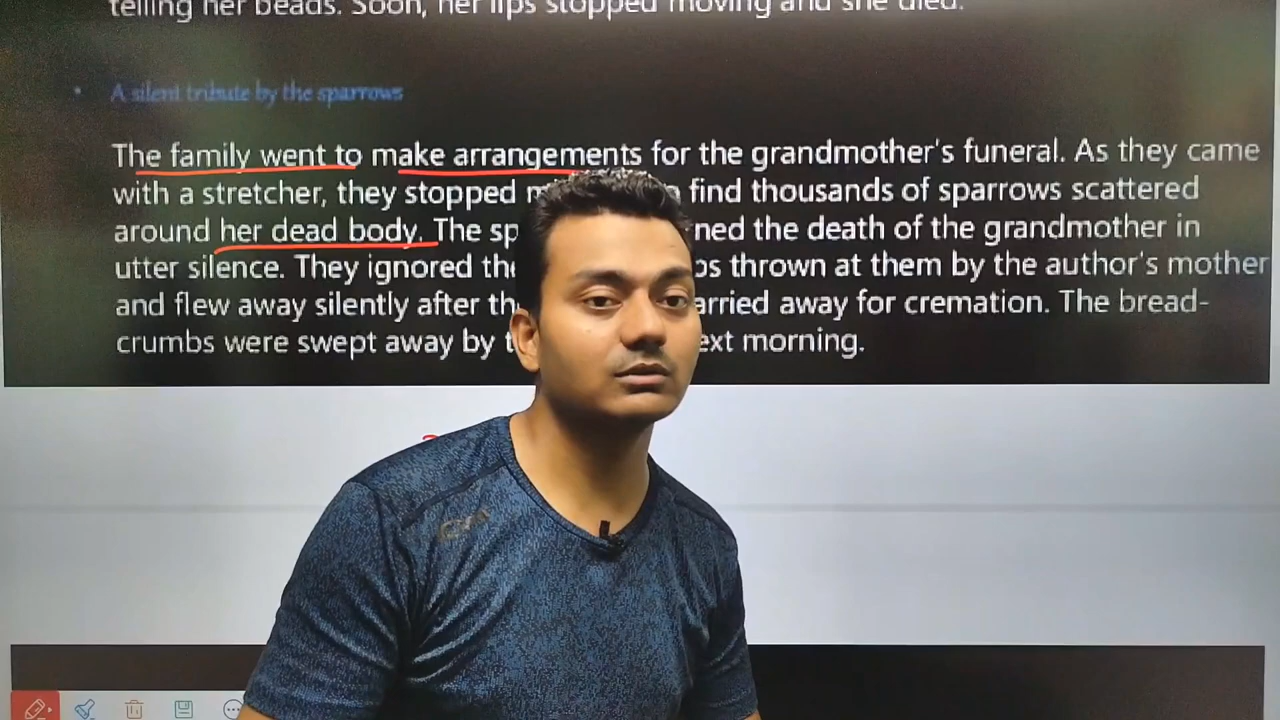 telling her beads. Soon, her lips stopped moving and she died.
• A silent tribute by the sparrows
The family went to make arrangements for the grandmother's funeral. As they came
with a stretcher, they stopped find thousands of sparrows scattered
around her dead body. The sp ned the death of the grandmother in
utter silence. They ignored the bs thrown at them by the author's mother
and flew away silently after th arried away for cremation. The bread-
crumbs were swept away by t ext morning.